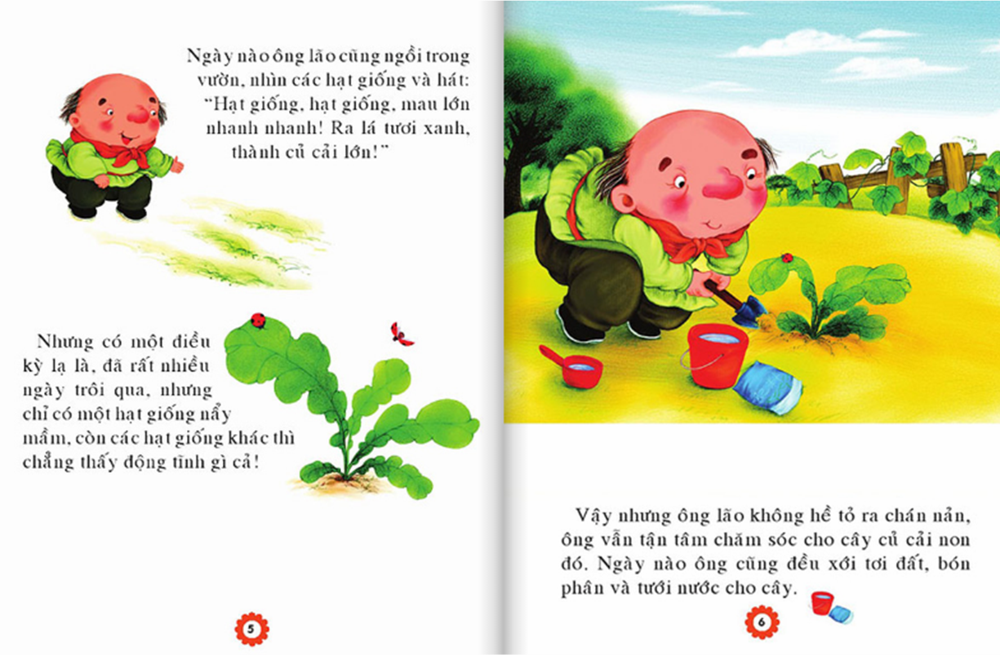 Ngày nào ông lão cũng ngồi trong
vườn, nhìn các hạt giống và hát:
“Hạt giống, hạt giống, mau lớn
nhanh nhanh! Ra lá tươi xanh,
thành củ cải lớn!”
Nhưng có một điều
kỳ lạ là, đã rất nhiều
ngày trôi qua, nhưng
chỉ có một hạt giống nẩy
mầm, còn các hạt giống khác thì
chẳng thấy động tĩnh gì cả!
5
Vậy nhưng ông lão không hề tỏ ra chán nản,
ông vẫn tận tâm chăm sóc cho cây củ cải non
đó. Ngày nào ông cũng đều xới tơi đất, bón
phân và tưới nước cho cây.
6